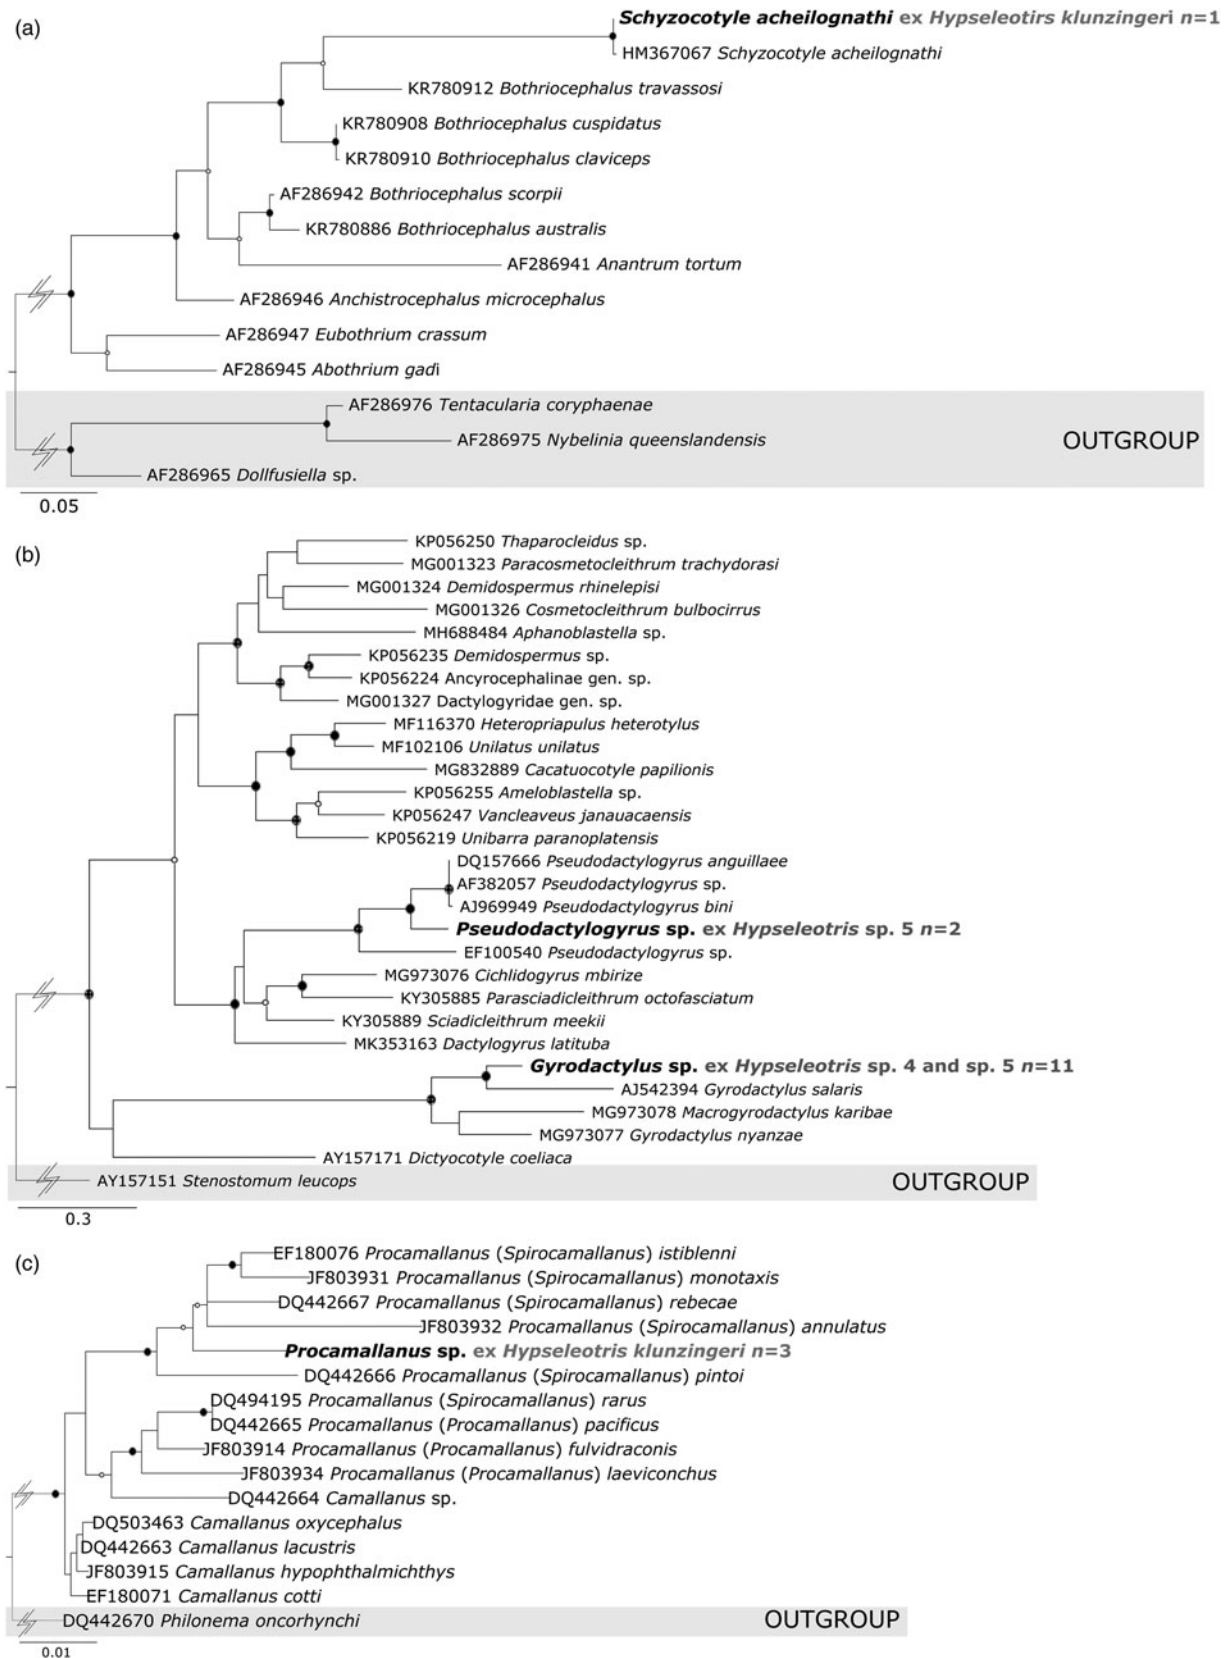 (a)
Schyzocotyle acheilognathi ex Hypseleotirs klunzingeri n=1
HM367067 Schyzocotyle acheilognathi
KR780912 Bothriocephalus travassosi
KR780908 Bothriocephalus cuspidatus
KR780910 Bothriocephalus claviceps
AF286942 Bothriocephalus scorpii
KR780886 Bothriocephalus australis
AF286941 Anantrum tortum
AF286946 Anchistrocephalus microcephalus
AF286947 Eubothrium crassum
AF286945 Abothrium gadi
AF286976 Tentacularia coryphaenae
AF286975 Nybelinia queenslandensis
OUTGROUP
AF286965 Dollfusiella sp.
0.05
(b)
KP056250 Thaparocleidus sp.
MG001323 Paracosmetocleithrum trachydorasi
MG001324 Demidospermus rhinelepisi
MG001326 Cosmetocleithrum bulbocirrus
MH688484 Aphanoblastella sp.
KP056235 Demidospermus sp.
KP056224 Ancyrocephalinae gen. sp.
MG001327 Dactylogyridae gen. sp.
MF116370 Heteropriapulus heterotylus
MF102106 Unilatus unilatus
MG832889 Cacatuocotyle papilionis
KP056255 Ameloblastella sp.
KP056247 Vancleaveus janauacaensis
KP056219 Unibarra paranoplatensis
DQ157666 Pseudodactylogyrus anguillaee
AF382057 Pseudodactylogyrus sp.
AJ969949 Pseudodactylogyrus bini
Pseudodactylogyrus sp. ex Hypseleotris sp. 5 n=2
EF100540 Pseudodactylogyrus sp.
MG973076 Cichlidogyrus mbirize
KY305885 Parasciadicleithrum octofasciatum
KY305889 Sciadicleithrum meekii
MK353163 Dactylogyrus latituba
Gyrodactylus sp. ex Hypseleotris sp. 4 and sp. 5 n=11
AJ542394 Gyrodactylus salaris
MG973078 Macrogyrodactylus karibae
MG973077 Gyrodactylus nyanzae
AY157171 Dictyocotyle coeliaca
AY157151 Stenostomum leucops
OUTGROUP
0.3
(c)
EF180076 Procamallanus (Spirocamallanus) istiblenni
JF803931 Procamallanus (Spirocamallanus) monotaxis
DQ442667 Procamallanus (Spirocamallanus) rebecae
JF803932 Procamallanus (Spirocamallanus) annulatus
Procamallanus sp. ex Hypseleotris klunzingeri n=3
DQ442666 Procamallanus (Spirocamallanus) pintoi
DQ494195 Procamallanus (Spirocamallanus) rarus
DQ442665 Procamallanus (Procamallanus) pacificus
JF803914 Procamallanus (Procamallanus) fulvidraconis
JF803934 Procamallanus (Procamallanus) laeviconchus
DQ442664 Camallanus sp.
DQ503463 Camallanus oxycephalus
DQ442663 Camallanus lacustris
JF803915 Camallanus hypophthalmichthys
EF180071 Camallanus cotti
DQ442670 Philonema oncorhynchi
OUTGROUP
0.01